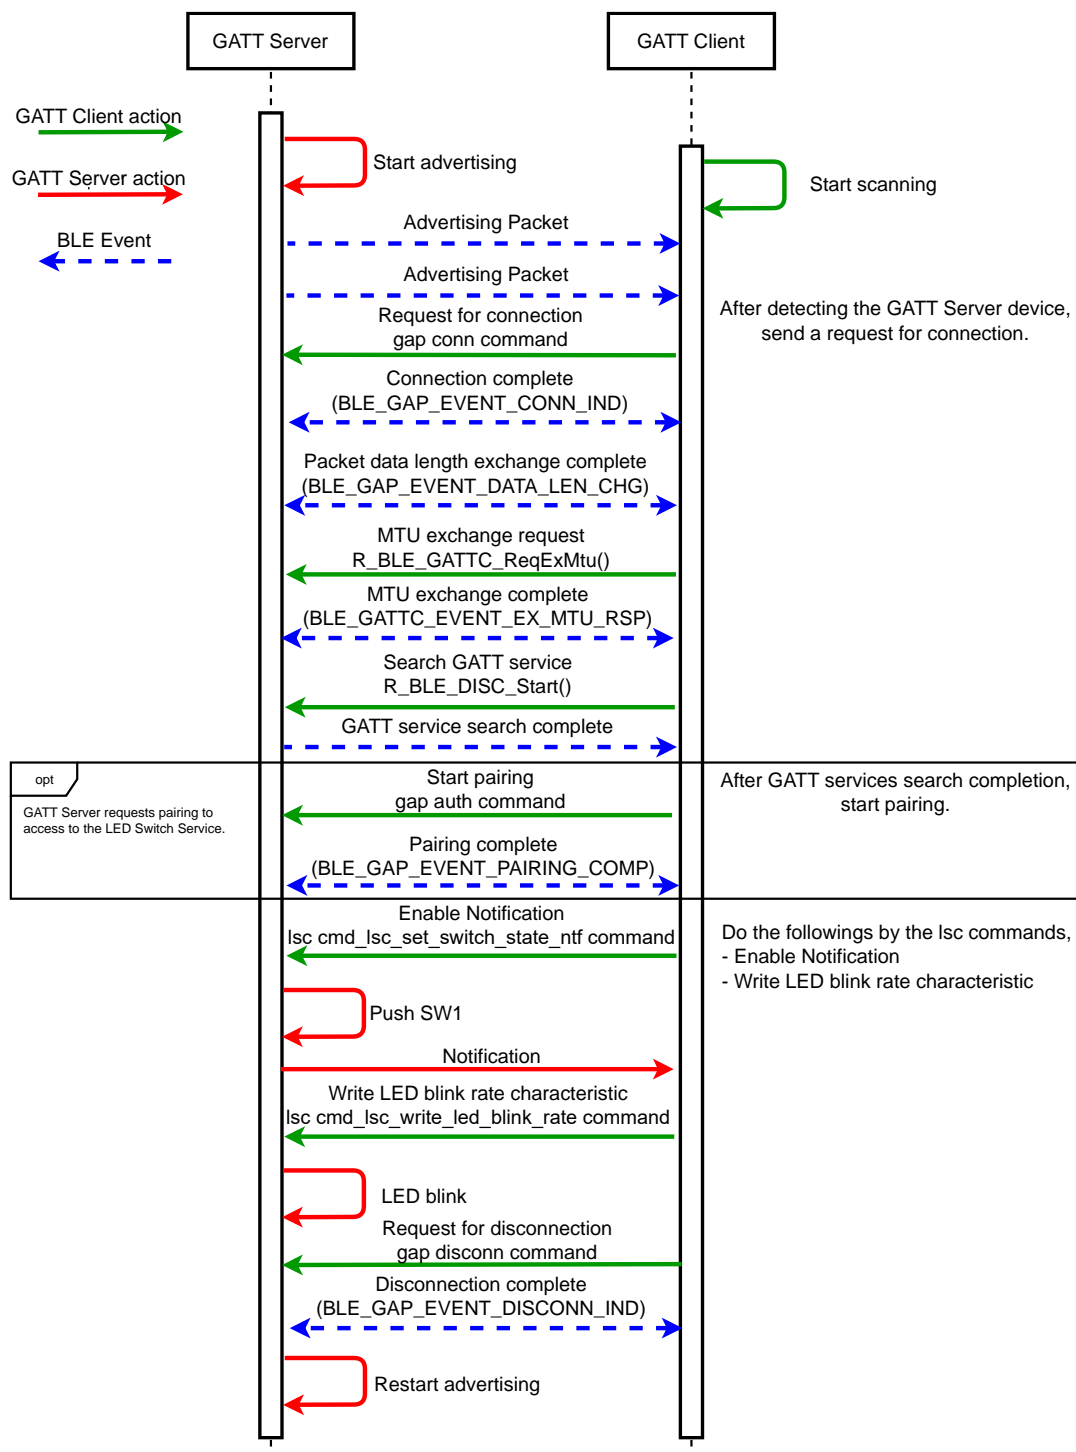 GATT Server
GATT Client
GATT Client action
Start advertising
GATT Server action
Start scanning
Advertising Packet
BLE Event
Advertising Packet
After detecting the GATT Server device,
send a request for connection.
Request for connection
gap conn command
Connection complete
(BLE_GAP_EVENT_CONN_IND)
Packet data length exchange complete
(BLE_GAP_EVENT_DATA_LEN_CHG)
MTU exchange request
R_BLE_GATTC_ReqExMtu()
MTU exchange complete
(BLE_GATTC_EVENT_EX_MTU_RSP)
Search GATT service
R_BLE_DISC_Start()
GATT service search complete
opt
GATT Server requests pairing to
access to the LED Switch Service.
Start pairing
gap auth command
After GATT services search completion,
start pairing.
Pairing complete
(BLE_GAP_EVENT_PAIRING_COMP)
Enable Notification
lsc cmd_lsc_set_switch_state_ntf command
Do the followings by the lsc commands,
- Enable Notification
- Write LED blink rate characteristic
Push SW1
Notification
Write LED blink rate characteristic
lsc cmd_lsc_write_led_blink_rate command
LED blink
Request for disconnection
gap disconn command
Disconnection complete
(BLE_GAP_EVENT_DISCONN_IND)
Restart advertising